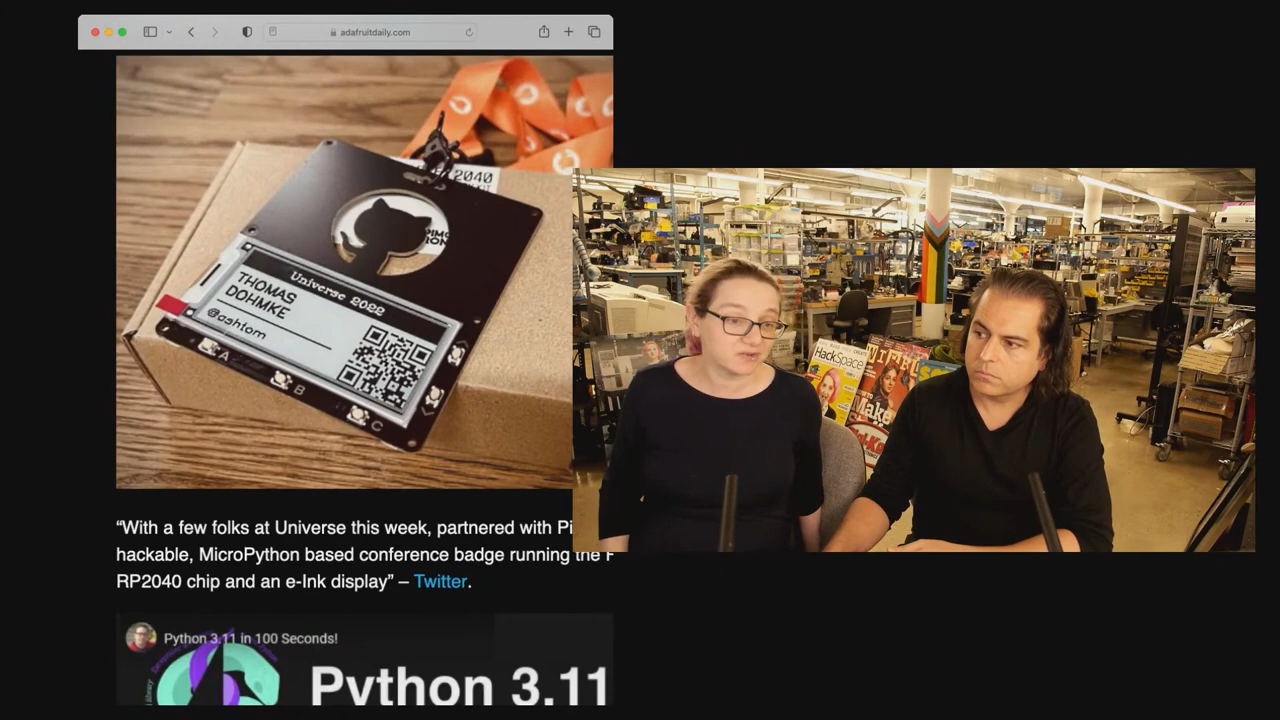 adafruitdaily.com
2040
Universe 2022
THOMAS
DOHMKE
@ashtom
A
B
C
“With a few folks at Universe this week, partnered with Pi
hackable, MicroPython based conference badge running the
RP2040 chip and an e-Ink display” – Twitter.
Python 3.11 in 100 Seconds!
Python 3.11
HackSpace
WIRED
Make